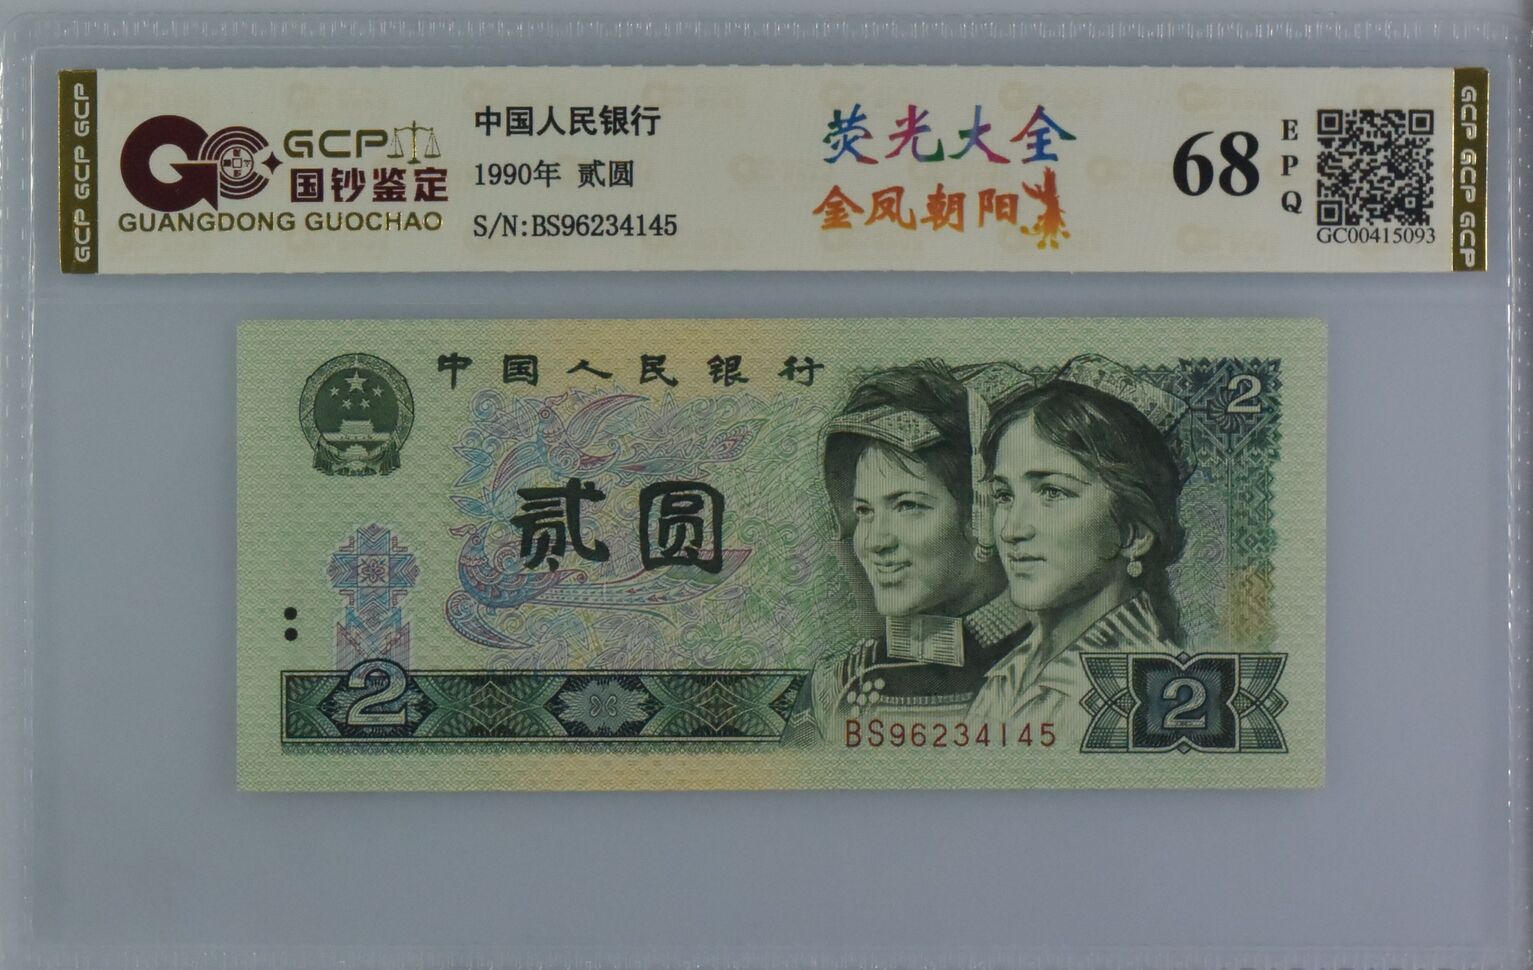 GCP GCP GCP
GCP
国钞鉴定
GUANGDONG GUOCHAO
中国人民银行
1990年 贰圆
S/N:BS96234145
荧光大全
金凤朝阳
68
EPQ
GC00415093
GCP GCP GCP
中国人民银行
2
贰圆
2
BS96234145
2